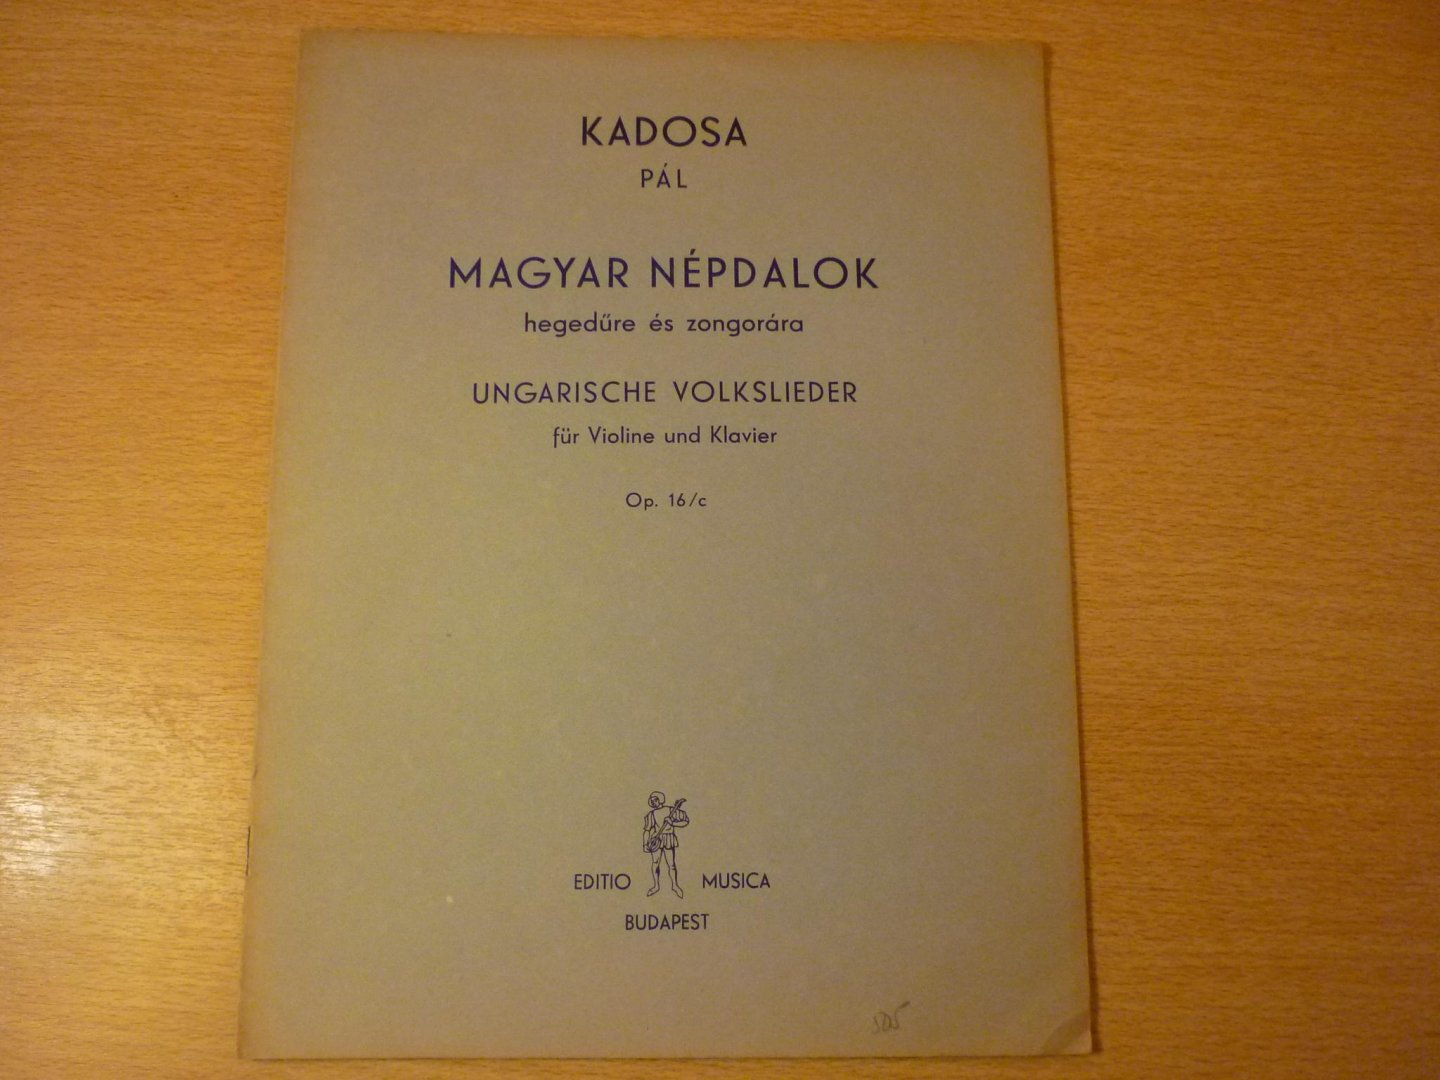 KADOSA
PÁL
MAGYAR NÉPDALOK
hegedűre és zongorára
UNGARISCHE VOLKSLIEDER
für Violine und Klavier
Op. 16/c
EDITIO MUSICA
BUDAPEST